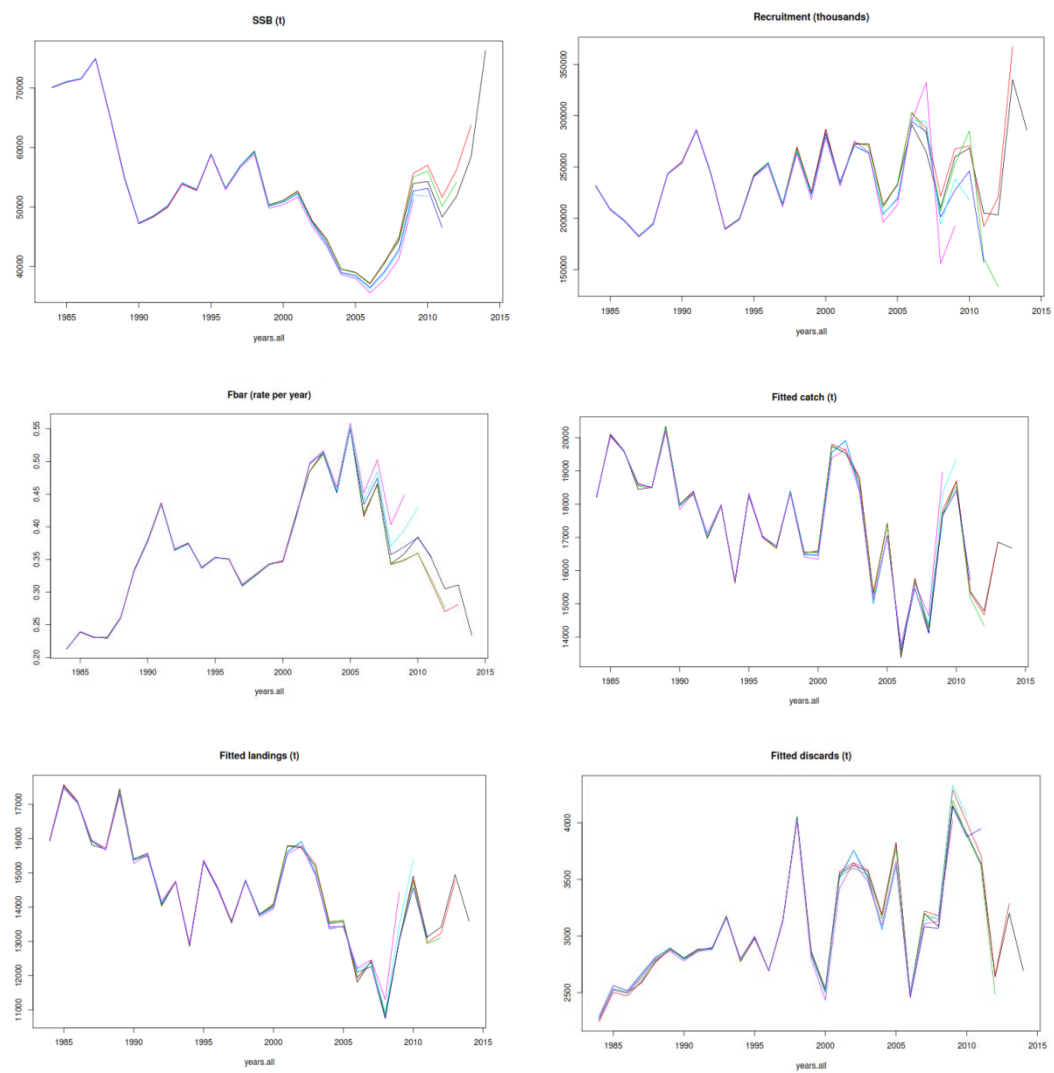 SSB (t)
70000
60000
50000
40000
1985 1990 1995 2000 2005 2010 2015
years.all
Recruitment (thousands)
350000
300000
250000
200000
150000
1985 1990 1995 2000 2005 2010 2015
years.all
Fbar (rate per year)
0.55
0.50
0.45
0.40
0.35
0.30
0.25
0.20
1985 1990 1995 2000 2005 2010 2015
years.all
Fitted catch (t)
20000
19000
18000
17000
16000
15000
14000
1985 1990 1995 2000 2005 2010 2015
years.all
Fitted landings (t)
17000
16000
15000
14000
13000
12000
11000
1985 1990 1995 2000 2005 2010 2015
years.all
Fitted discards (t)
4000
3500
3000
2500
1985 1990 1995 2000 2005 2010 2015
years.all